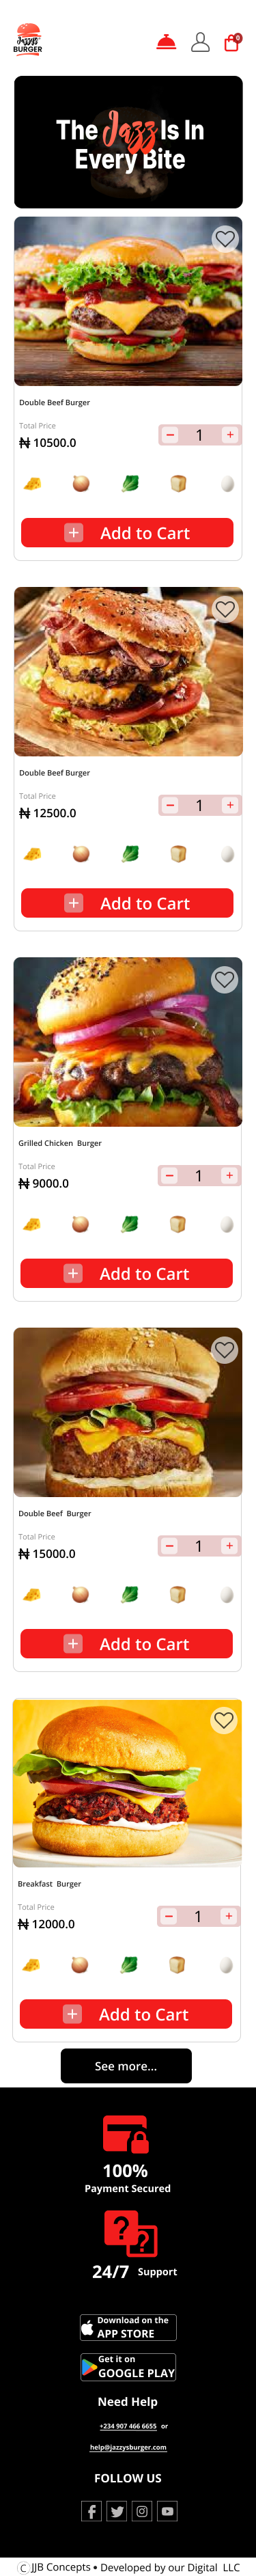 Jazzy's
BURGER
0
The Jazz Is In
Every Bite
Double Beef Burger
Total Price
₦ 10500.0
− 1 +
+ Add to Cart
Double Beef Burger
Total Price
₦ 12500.0
− 1 +
+ Add to Cart
Grilled Chicken Burger
Total Price
₦ 9000.0
− 1 +
+ Add to Cart
Double Beef Burger
Total Price
₦ 15000.0
− 1 +
+ Add to Cart
Breakfast Burger
Total Price
₦ 12000.0
− 1 +
+ Add to Cart
See more...
100%
Payment Secured
? ?
24/7 Support
Download on the
APP STORE
Get it on
GOOGLE PLAY
Need Help
+234 907 466 6655 or
help@jazzysburger.com
FOLLOW US
C JJB Concepts • Developed by our Digital LLC